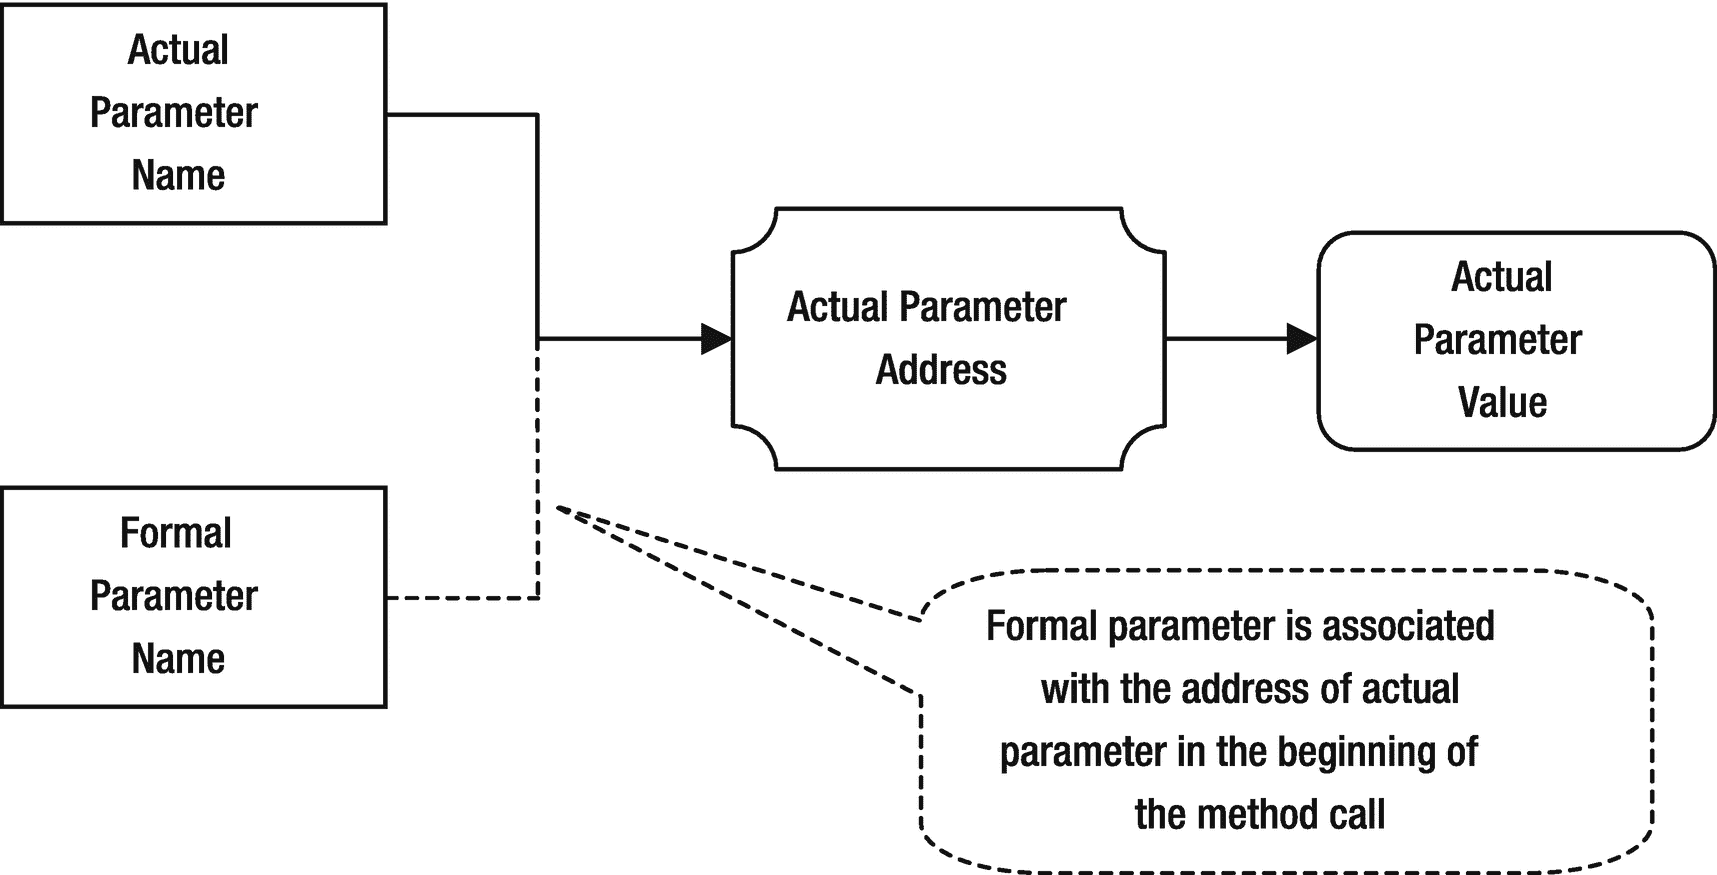 Actual
Parameter
Name
Actual Parameter
Address
Actual
Parameter
Value
Formal
Parameter
Name
Formal parameter is associated
with the address of actual
parameter in the beginning of
the method call